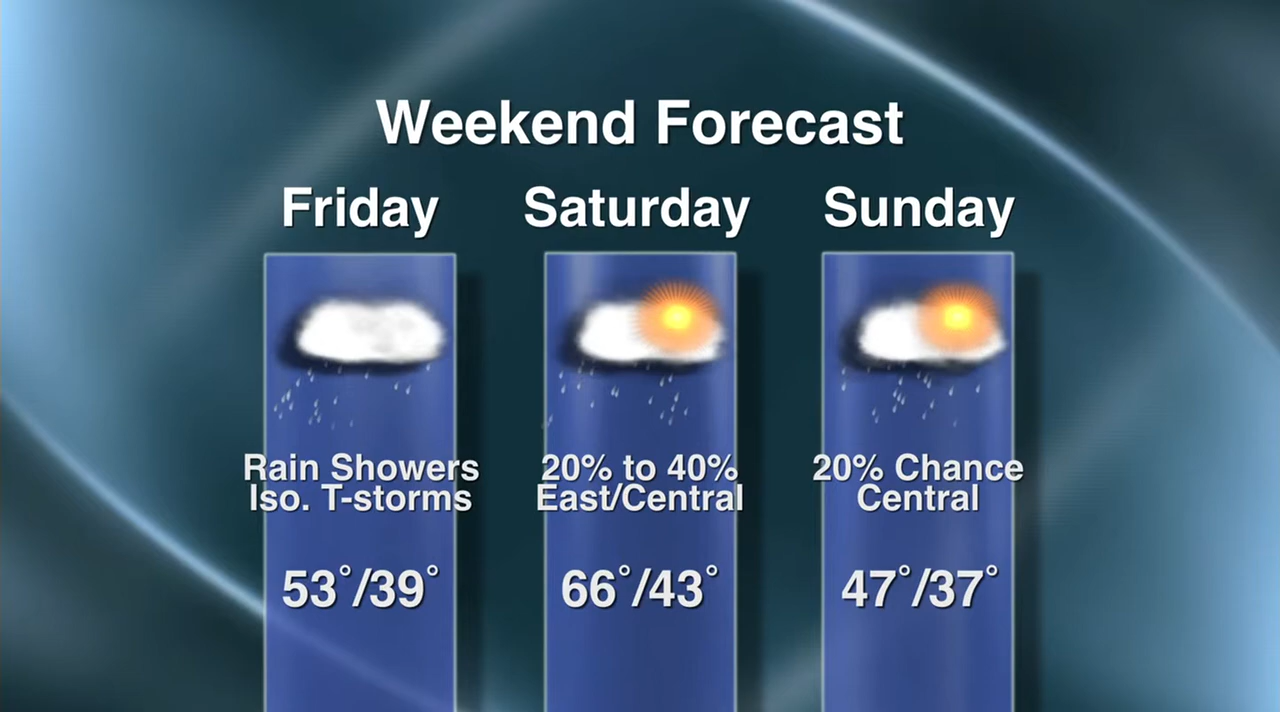 Weekend Forecast
Friday
Saturday
Sunday
Rain Showers
Iso. T-storms
20% to 40%
East/Central
20% Chance
Central
53°/39°
66°/43°
47°/37°